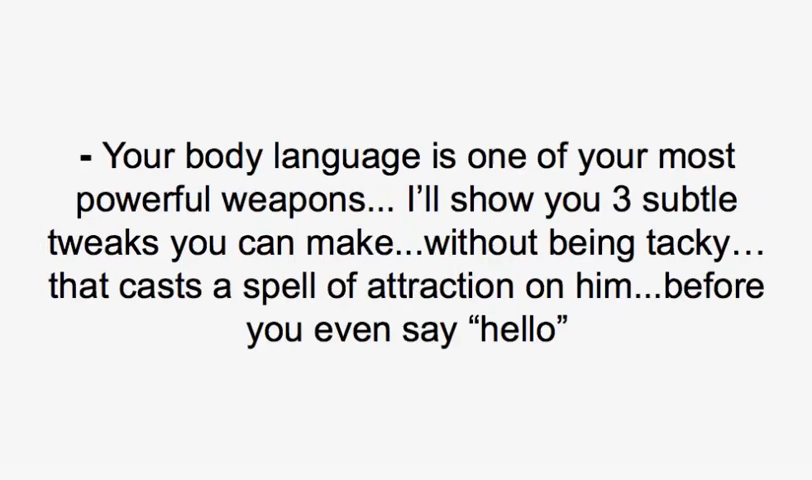 - Your body language is one of your most
powerful weapons... I’ll show you 3 subtle
tweaks you can make...without being tacky…
that casts a spell of attraction on him...before
you even say “hello”